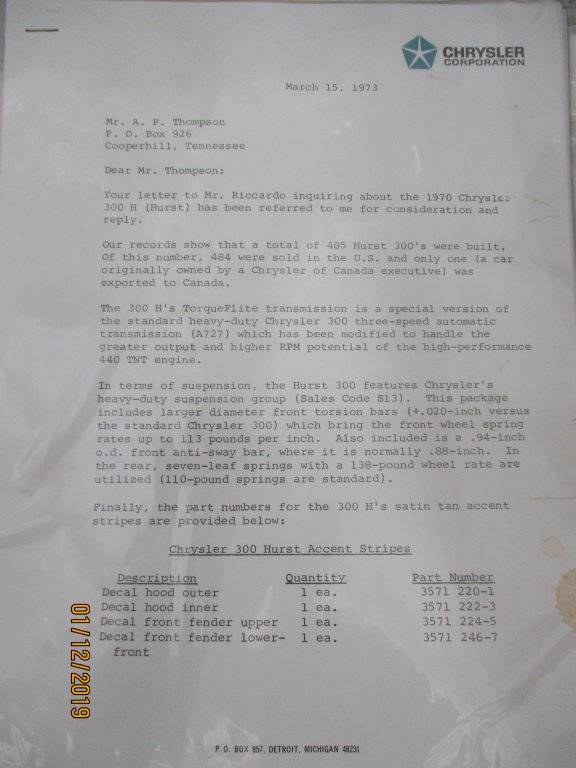 CHRYSLER
CORPORATION
March 15, 1973
Mr. A. P. Thompson
P. O. Box 926
Cooperhill, Tennessee
Dear Mr. Thompson:
Your letter to Mr. Riccardo inquiring about the 1970 Chrysler
300 H (Hurst) has been referred to me for consideration and
reply.
Our records show that a total of 485 Hurst 300's were built.
Of this number, 484 were sold in the U.S. and only one (a car
originally owned by a Chrysler of Canada executive) was
exported to Canada.
The 300 H's TorqueFlite transmission is a special version of
the standard heavy-duty Chrysler 300 three-speed automatic
transmission (A727) which has been modified to handle the
greater output and higher RPM potential of the high-performance
440 TNT engine.
In terms of suspension, the Hurst 300 features Chrysler's
heavy-duty suspension group (Sales Code S13). This package
includes larger diameter front torsion bars (+.020-inch versus
the standard Chrysler 300) which bring the front wheel spring
rates up to 113 pounds per inch. Also included is a .94-inch
o.d. front anti-sway bar, where it is normally .88-inch. In
the rear, seven-leaf springs with a 138-pound wheel rate are
utilized (110-pound springs are standard).
Finally, the part numbers for the 300 H's satin tan accent
stripes are provided below:
Chrysler 300 Hurst Accent Stripes
Description Quantity Part Number
Decal hood outer 1 ea. 3571 220-1
Decal hood inner 1 ea. 3571 222-3
Decal front fender upper 1 ea. 3571 224-5
Decal front fender lower- 1 ea. 3571 246-7
front
01/12/2019
P. O. BOX 857, DETROIT, MICHIGAN 48231